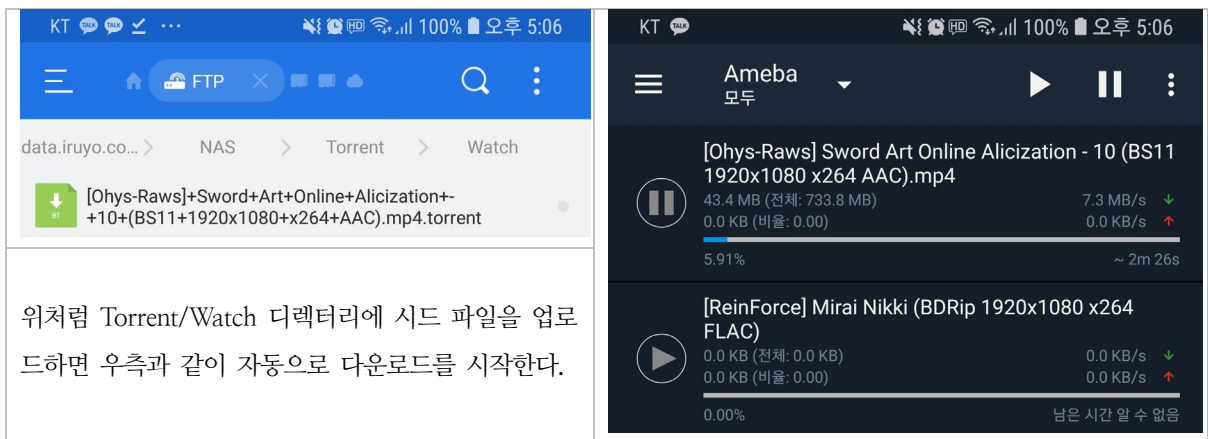 KT TALK TALK ··· HD 100% 오후 5:06
FTP
data.iruyo.co... > NAS > Torrent > Watch
BT
[Ohys-Raws]+Sword+Art+Online+Alicization+-
+10+(BS11+1920x1080+x264+AAC).mp4.torrent
위처럼 Torrent/Watch 디렉터리에 시드 파일을 업로
드하면 우측과 같이 자동으로 다운로드를 시작한다.
KT TALK HD 100% 오후 5:06
Ameba
모두
[Ohys-Raws] Sword Art Online Alicization - 10 (BS11
1920x1080 x264 AAC).mp4
43.4 MB (전체: 733.8 MB) 7.3 MB/s
0.0 KB (비율: 0.00) 0.0 KB/s
5.91% ~ 2m 26s
[ReinForce] Mirai Nikki (BDRip 1920x1080 x264
FLAC)
0.0 KB (전체: 0.0 KB) 0.0 KB/s
0.0 KB (비율: 0.00) 0.0 KB/s
0.00% 남은 시간 알 수 없음